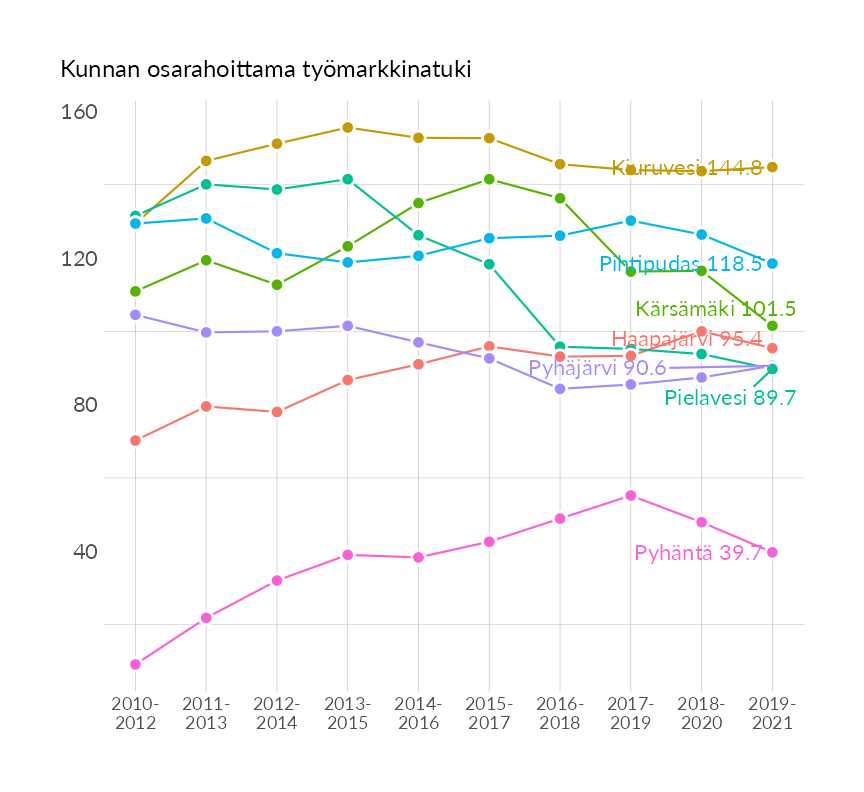 Kunnan osarahoittama työmarkkinatuki
160
120
80
40
Kiuruvesi 144.8
Pihtipudas 118.5
Kärsämäki 101.5
Haapajärvi 95.4
Pyhäjärvi 90.6
Pielavesi 89.7
Pyhäntä 39.7
2010- 2011- 2012- 2013- 2014- 2015- 2016- 2017- 2018- 2019-
2012 2013 2014 2015 2016 2017 2018 2019 2020 2021